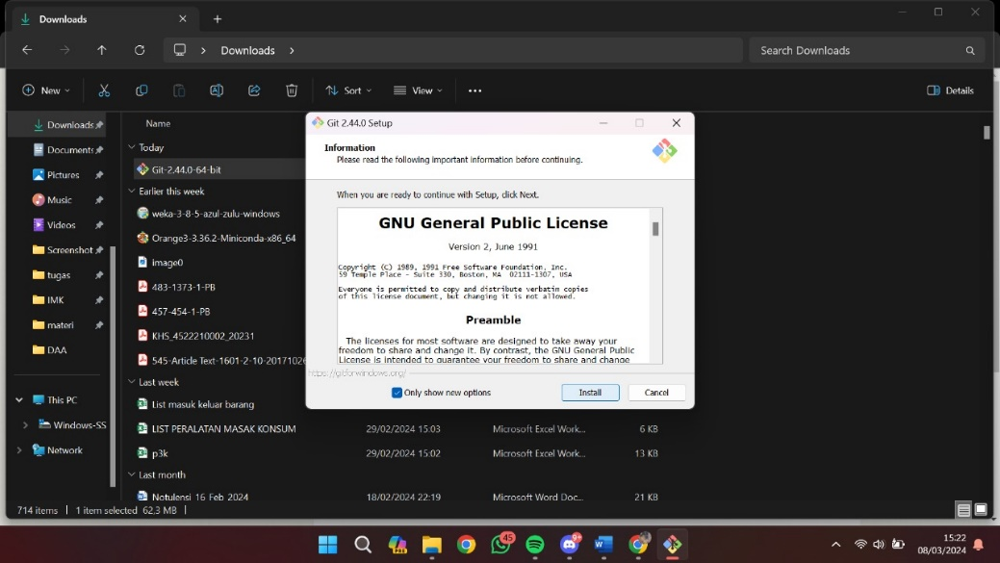 Downloads
Downloads
Search Downloads
New
Sort
View
Details
Downloads
Documents
Pictures
Music
Videos
Screenshot
tugas
IMK
materi
DAA
This PC
Windows-SS
Network
Name
Today
Git-2.44.0-64-bit
Earlier this week
weka-3-8-5-azul-zulu-windows
Orange3-3.36.2-Miniconda-x86_64
image0
483-1373-1-PB
457-454-1-PB
KHS_4522210002_20231
545-Article Text-1601-2-10-20171026
Last week
List masuk keluar barang
LIST PERALATAN MASAK KONSUM 29/02/2024 15:03 Microsoft Excel Work... 6 KB
p3k 29/02/2024 15:02 Microsoft Excel Work... 13 KB
Last month
Notulensi 16 Feb 2024 18/02/2024 22:19 Microsoft Word Doc... 21 KB
714 items 1 item selected 62,3 MB
Git 2.44.0 Setup
Information
Please read the following important information before continuing.
When you are ready to continue with Setup, click Next.
GNU General Public License
Version 2, June 1991
Copyright (C) 1989, 1991 Free Software Foundation, Inc.
59 Temple Place - Suite 330, Boston, MA 02111-1307, USA
Everyone is permitted to copy and distribute verbatim copies
of this license document, but changing it is not allowed.
Preamble
The licenses for most software are designed to take away your
freedom to share and change it. By contrast, the GNU General Public
License is intended to guarantee your freedom to share and change
https://gitforwindows.org/
Only show new options
Install
Cancel
PRE
45
9+
15:22
08/03/2024